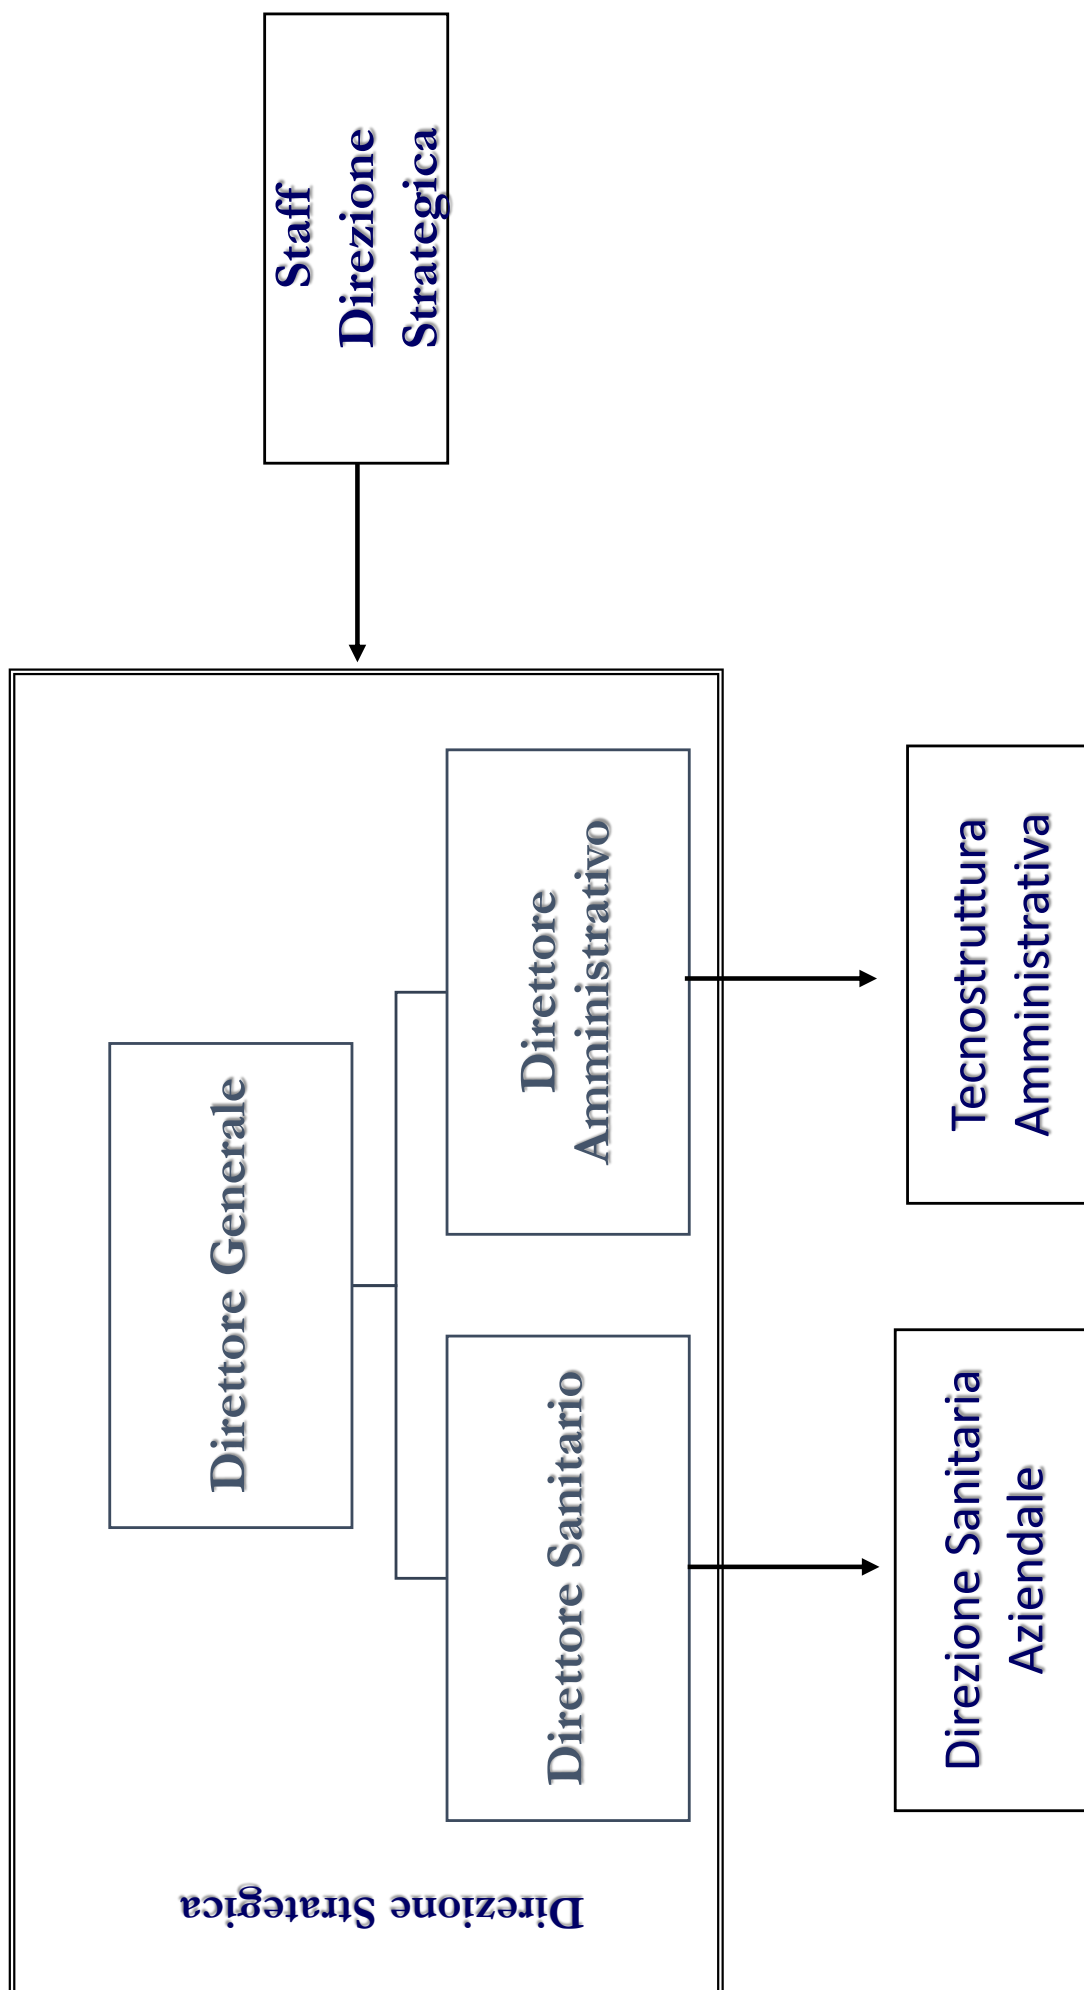 Direzione Strategica
Direttore Generale
Direttore Sanitario
Direttore
Amministrativo
Staff
Direzione
Strategica
Direzione Sanitaria
Aziendale
Tecnostruttura
Amministrativa